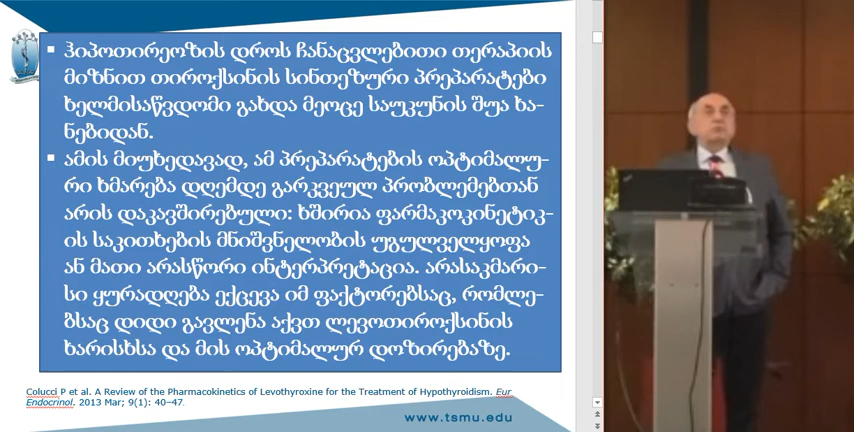 ▪ ჰიპოთირეოზის დროს ჩანაცვლებითი თერაპიის
მიზნით თიროქსინის სინთეზური პრეპარატები
ხელმისაწვდომი გახდა მეოცე საუკუნის შუა ხა-
ნებიდან.
▪ ამის მიუხედავად, ამ პრეპარატების ოპტიმალუ-
რი ხმარება დღემდე გარკვეულ პრობლემებთან
არის დაკავშირებული: ხშირია ფარმაკოკინეტიკ-
ის საკითხების მნიშვნელობის უგულველყოფა
ან მათი არასწორი ინტერპრეტაცია. არასაკმარი-
სი ყურადღება ექცევა იმ ფაქტორებსაც, რომლე-
ბსაც დიდი გავლენა აქვთ ლევოთიროქსინის
ხარისხსა და მის ოპტიმალურ დოზირებაზე.
Colucci P et al. A Review of the Pharmacokinetics of Levothyroxine for the Treatment of Hypothyroidism. Eur
Endocrinol. 2013 Mar; 9(1): 40–47.
www.tsmu.edu